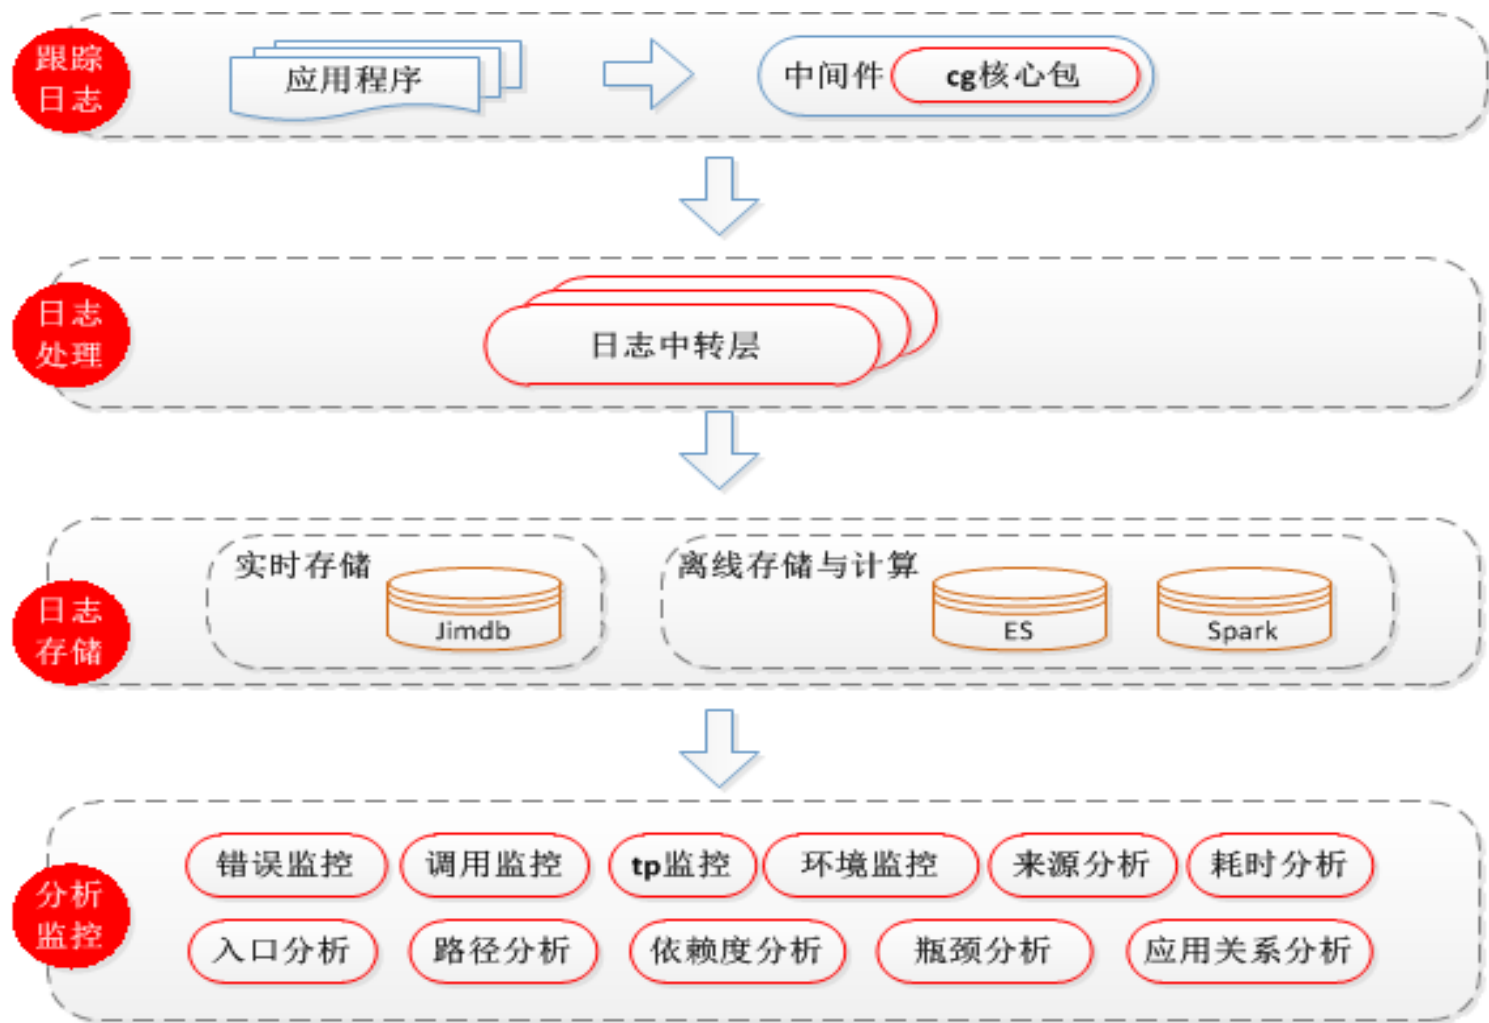 跟踪
日志
应用程序
中间件
cg核心包
日志
处理
日志中转层
日志
存储
实时存储
Jimdb
离线存储与计算
ES
Spark
分析
监控
错误监控
调用监控
tp监控
环境监控
来源分析
耗时分析
入口分析
路径分析
依赖度分析
瓶颈分析
应用关系分析